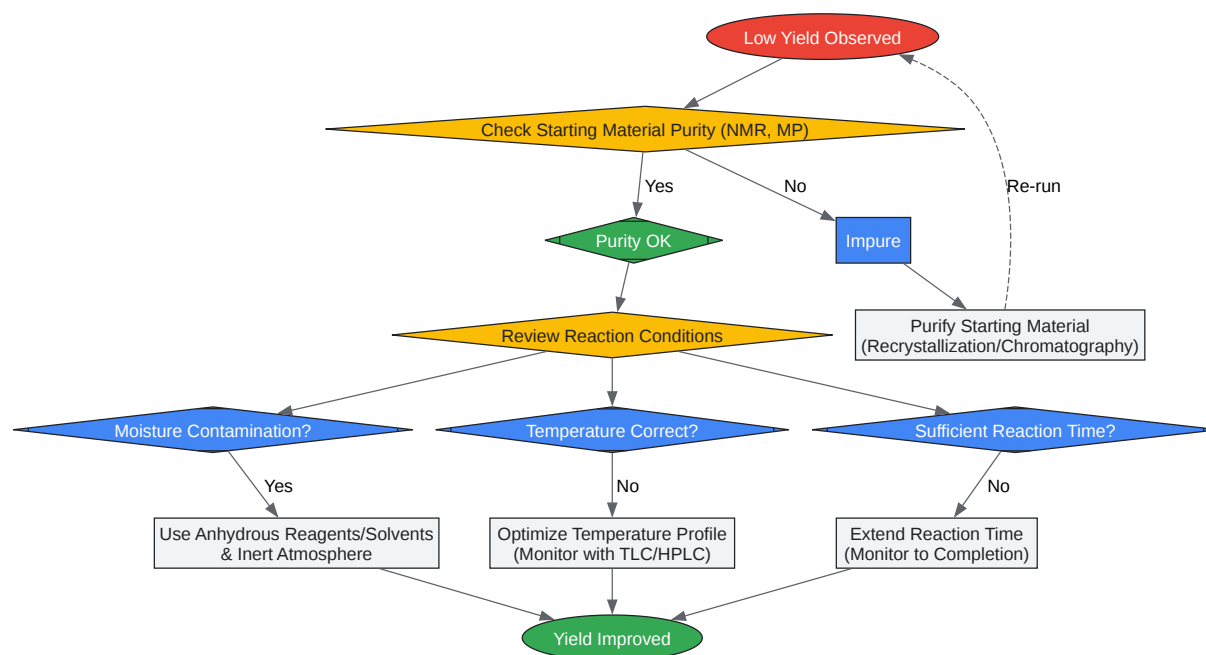 Low Yield Observed
Check Starting Material Purity (NMR, MP)
Yes
No
Re-run
Purity OK
Impure
Purify Starting Material
(Recrystallization/Chromatography)
Review Reaction Conditions
Moisture Contamination?
Temperature Correct?
Sufficient Reaction Time?
Yes
No
No
Use Anhydrous Reagents/Solvents
& Inert Atmosphere
Optimize Temperature Profile
(Monitor with TLC/HPLC)
Extend Reaction Time
(Monitor to Completion)
Yield Improved